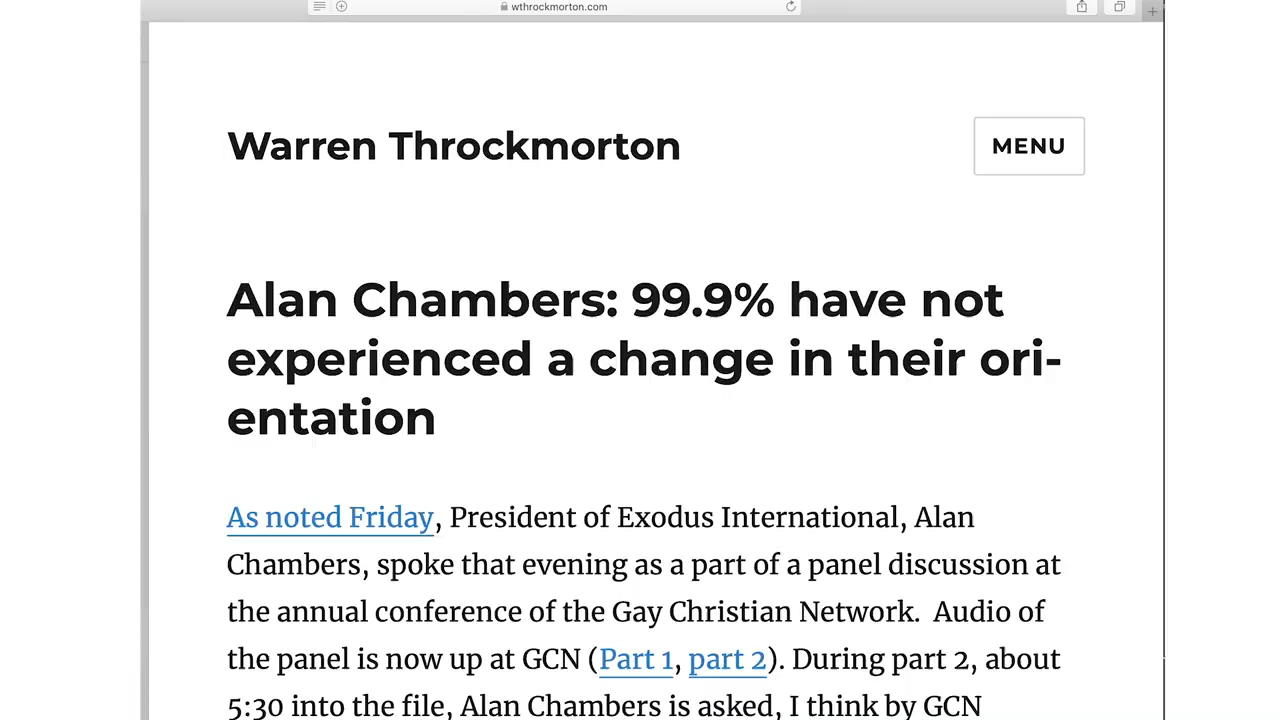 wthrockmorton.com
Warren Throckmorton
MENU
Alan Chambers: 99.9% have not
experienced a change in their ori-
entation
As noted Friday, President of Exodus International, Alan
Chambers, spoke that evening as a part of a panel discussion at
the annual conference of the Gay Christian Network.  Audio of
the panel is now up at GCN (Part 1, part 2). During part 2, about
5:30 into the file, Alan Chambers is asked, I think by GCN